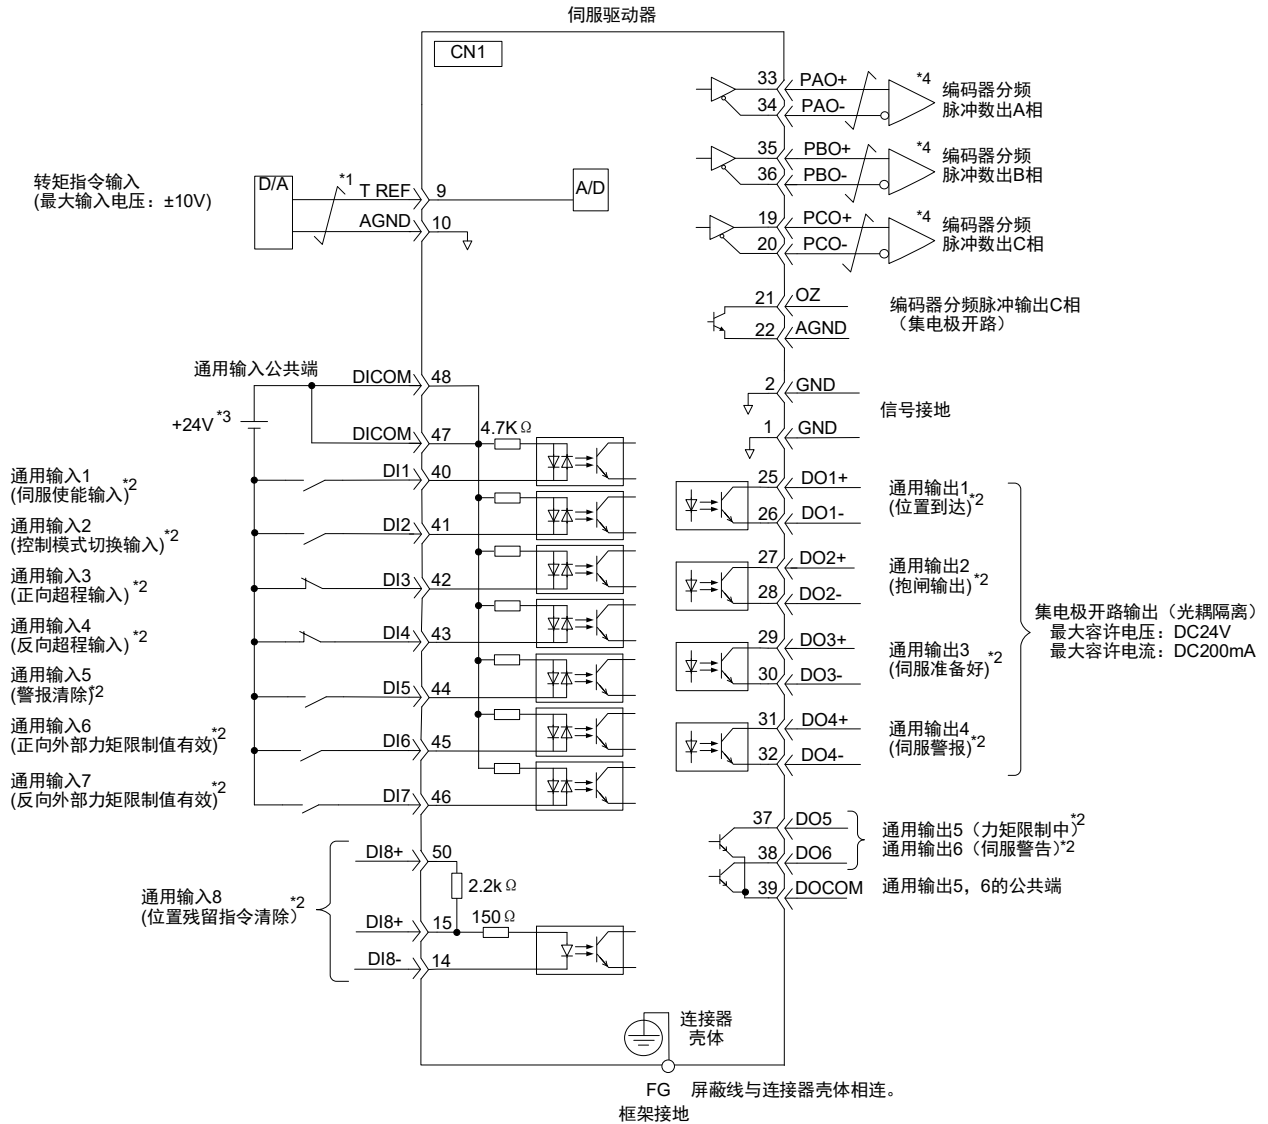 伺服驱动器
CN1
转矩指令输入
(最大输入电压：±10V)
D/A
*1
T REF
9
AGND
10
A/D
通用输入公共端
DICOM
48
+24V
*3
DICOM
47
4.7KΩ
通用输入1
(伺服使能输入)*2
DI1
40
通用输入2
(控制模式切换输入)*2
DI2
41
通用输入3
(正向超程输入) *2
DI3
42
通用输入4
(反向超程输入) *2
DI4
43
通用输入5
(警报清除)*2
DI5
44
通用输入6
(正向外部力矩限制值有效)*2
DI6
45
通用输入7
(反向外部力矩限制值有效)*2
DI7
46
DI8+
50
2.2kΩ
通用输入8
(位置残留指令清除）*2
DI8+
15
150Ω
DI8-
14
33
PAO+
34
PAO-
*4
编码器分频
脉冲数出A相
35
PBO+
36
PBO-
*4
编码器分频
脉冲数出B相
19
PCO+
20
PCO-
*4
编码器分频
脉冲数出C相
21
OZ
22
AGND
编码器分频脉冲输出C相
（集电极开路）
2
GND
1
GND
信号接地
25
DO1+
26
DO1-
通用输出1
(位置到达)*2
27
DO2+
28
DO2-
通用输出2
(抱闸输出)*2
29
DO3+
30
DO3-
通用输出3
(伺服准备好)*2
31
DO4+
32
DO4-
通用输出4
(伺服警报)*2
集电极开路输出（光耦隔离）
最大容许电压：DC24V
最大容许电流：DC200mA
37
DO5
38
DO6
39
DOCOM
通用输出5（力矩限制中）*2
通用输出6（伺服警告）*2
通用输出5，6的公共端
连接器
壳体
FG
屏蔽线与连接器壳体相连。
框架接地